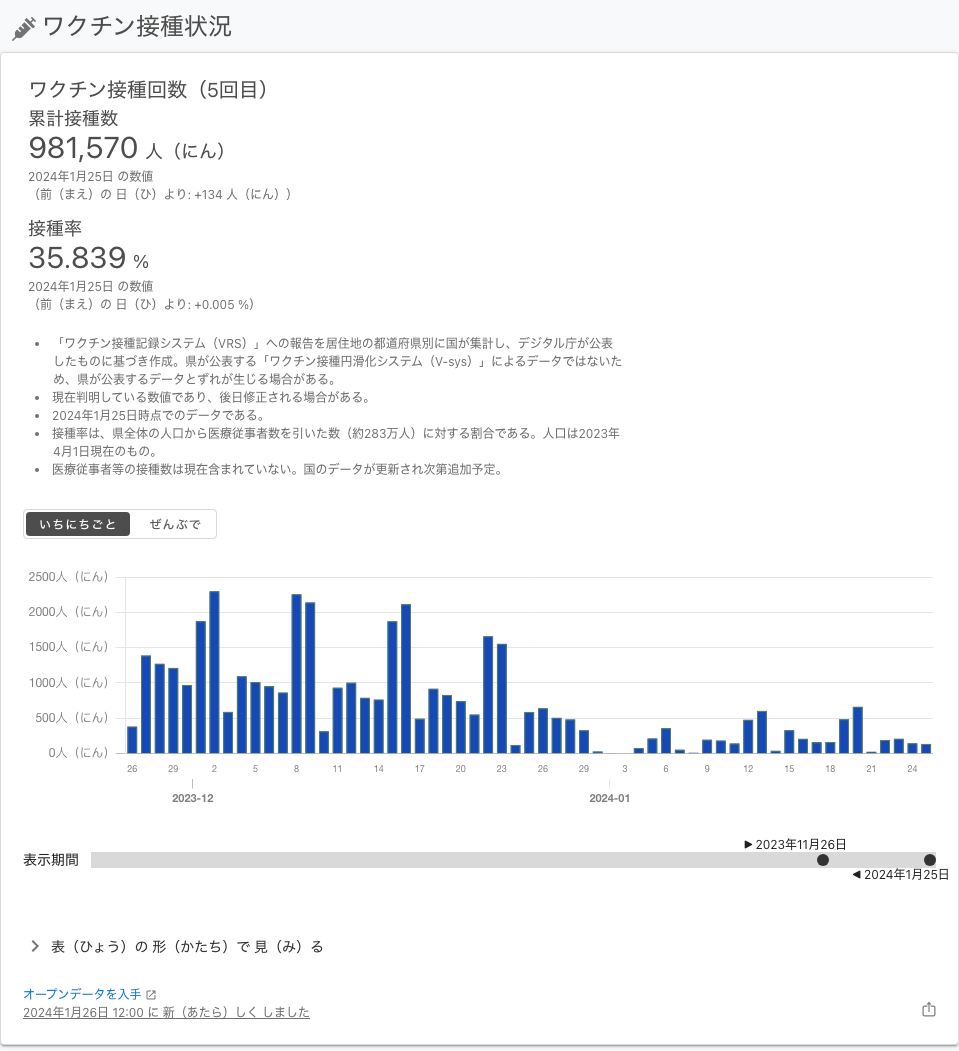 ワクチン接種状況
ワクチン接種回数（5回目）
累計接種数
981,570 人（にん）
2024年1月25日 の数値
（前（まえ）の 日（ひ）より: +134 人（にん））
接種率
35.839 %
2024年1月25日 の数値
（前（まえ）の 日（ひ）より: +0.005 %）
• 「ワクチン接種記録システム（VRS）」への報告を居住地の都道府県別に国が集計し、デジタル庁が公表
したものに基づき作成。県が公表する「ワクチン接種円滑化システム（V-sys）」によるデータではないた
め、県が公表するデータとずれが生じる場合がある。
• 現在判明している数値であり、後日修正される場合がある。
• 2024年1月25日時点でのデータである。
• 接種率は、県全体の人口から医療従事者数を引いた数（約283万人）に対する割合である。人口は2023年
4月1日現在のもの。
• 医療従事者等の接種数は現在含まれていない。国のデータが更新され次第追加予定。
いちにちごと ぜんぶで
2500人（にん）
2000人（にん）
1500人（にん）
1000人（にん）
500人（にん）
0人（にん）
26 29 2 5 8 11 14 17 20 23 26 29 3 6 9 12 15 18 21 24
2023-12 2024-01
2023年11月26日
表示期間
2024年1月25日
表（ひょう）の 形（かたち）で 見（み）る
オープンデータを入手
2024年1月26日 12:00 に 新（あたら）しく しました